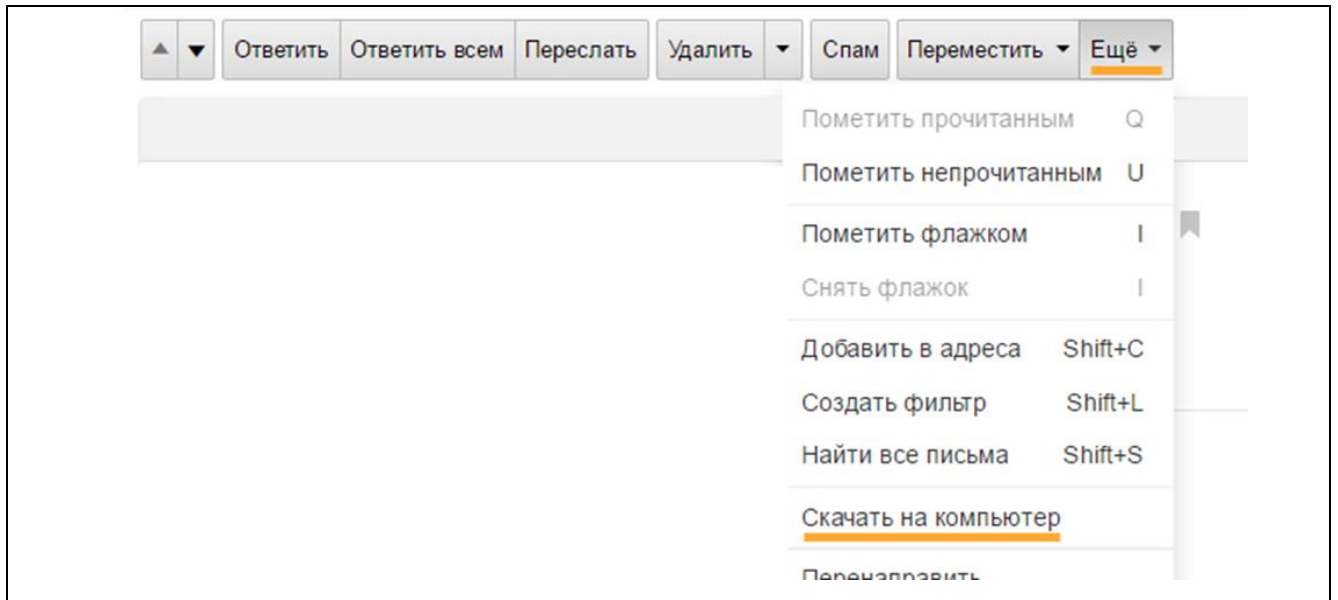 Ответить Ответить всем Переслать Удалить Спам Переместить Ещё
Пометить прочитанным Q
Пометить непрочитанным U
Пометить флажком I
Снять флажок I
Добавить в адреса Shift+C
Создать фильтр Shift+L
Найти все письма Shift+S
Скачать на компьютер
Перенаправить